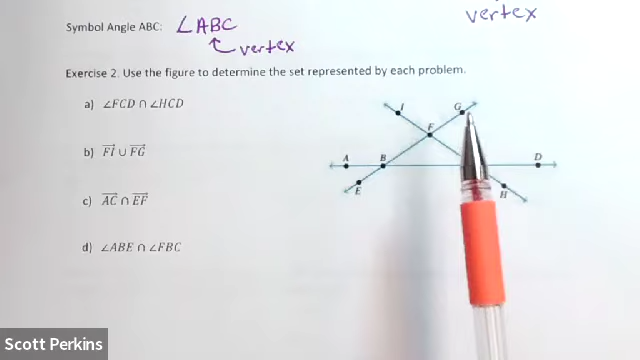 vertex
Symbol Angle ABC: ∠ABC
vertex
Exercise 2. Use the figure to determine the set represented by each problem.
a) ∠FCD ∩ ∠HCD
b) F͞I⃗ ∪ F͞G⃗
c) A͞C⃗ ∩ E͞F⃗
d) ∠ABE ∩ ∠FBC
I
G
F
A
B
D
E
H
Scott Perkins